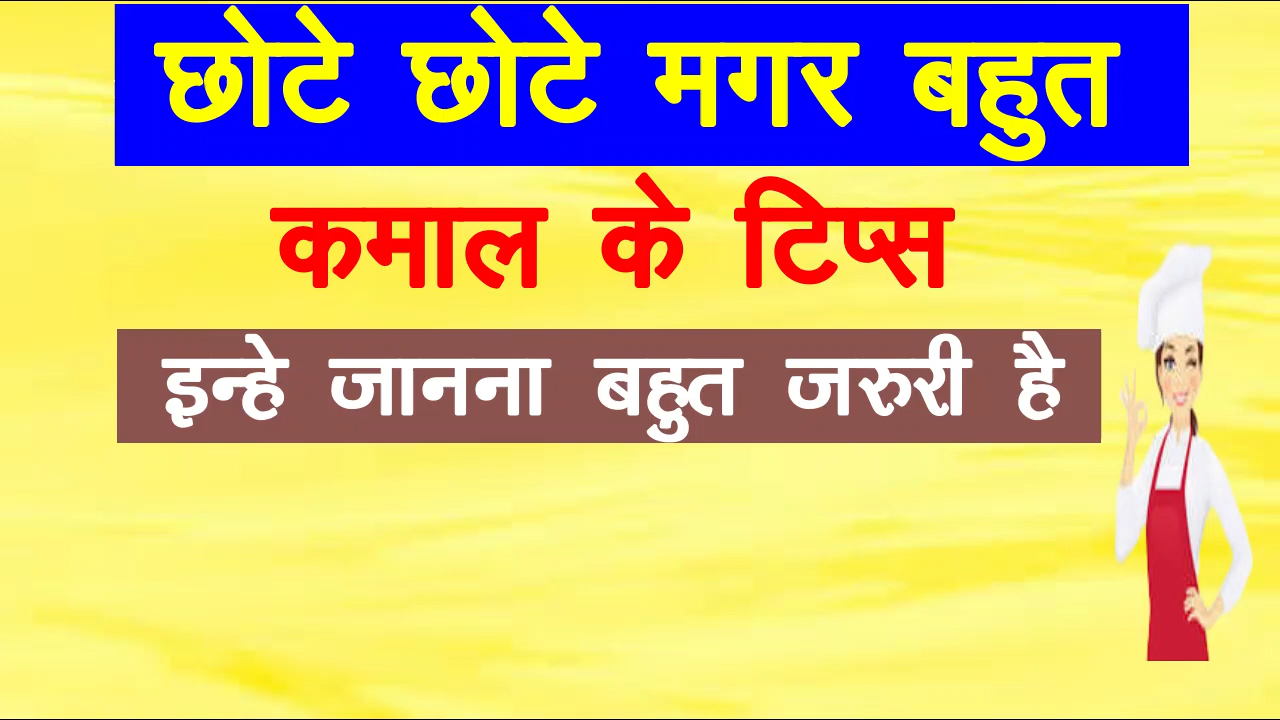 छोटे छोटे मगर बहुत
कमाल के टिप्स
इन्हे जानना बहुत जरुरी है